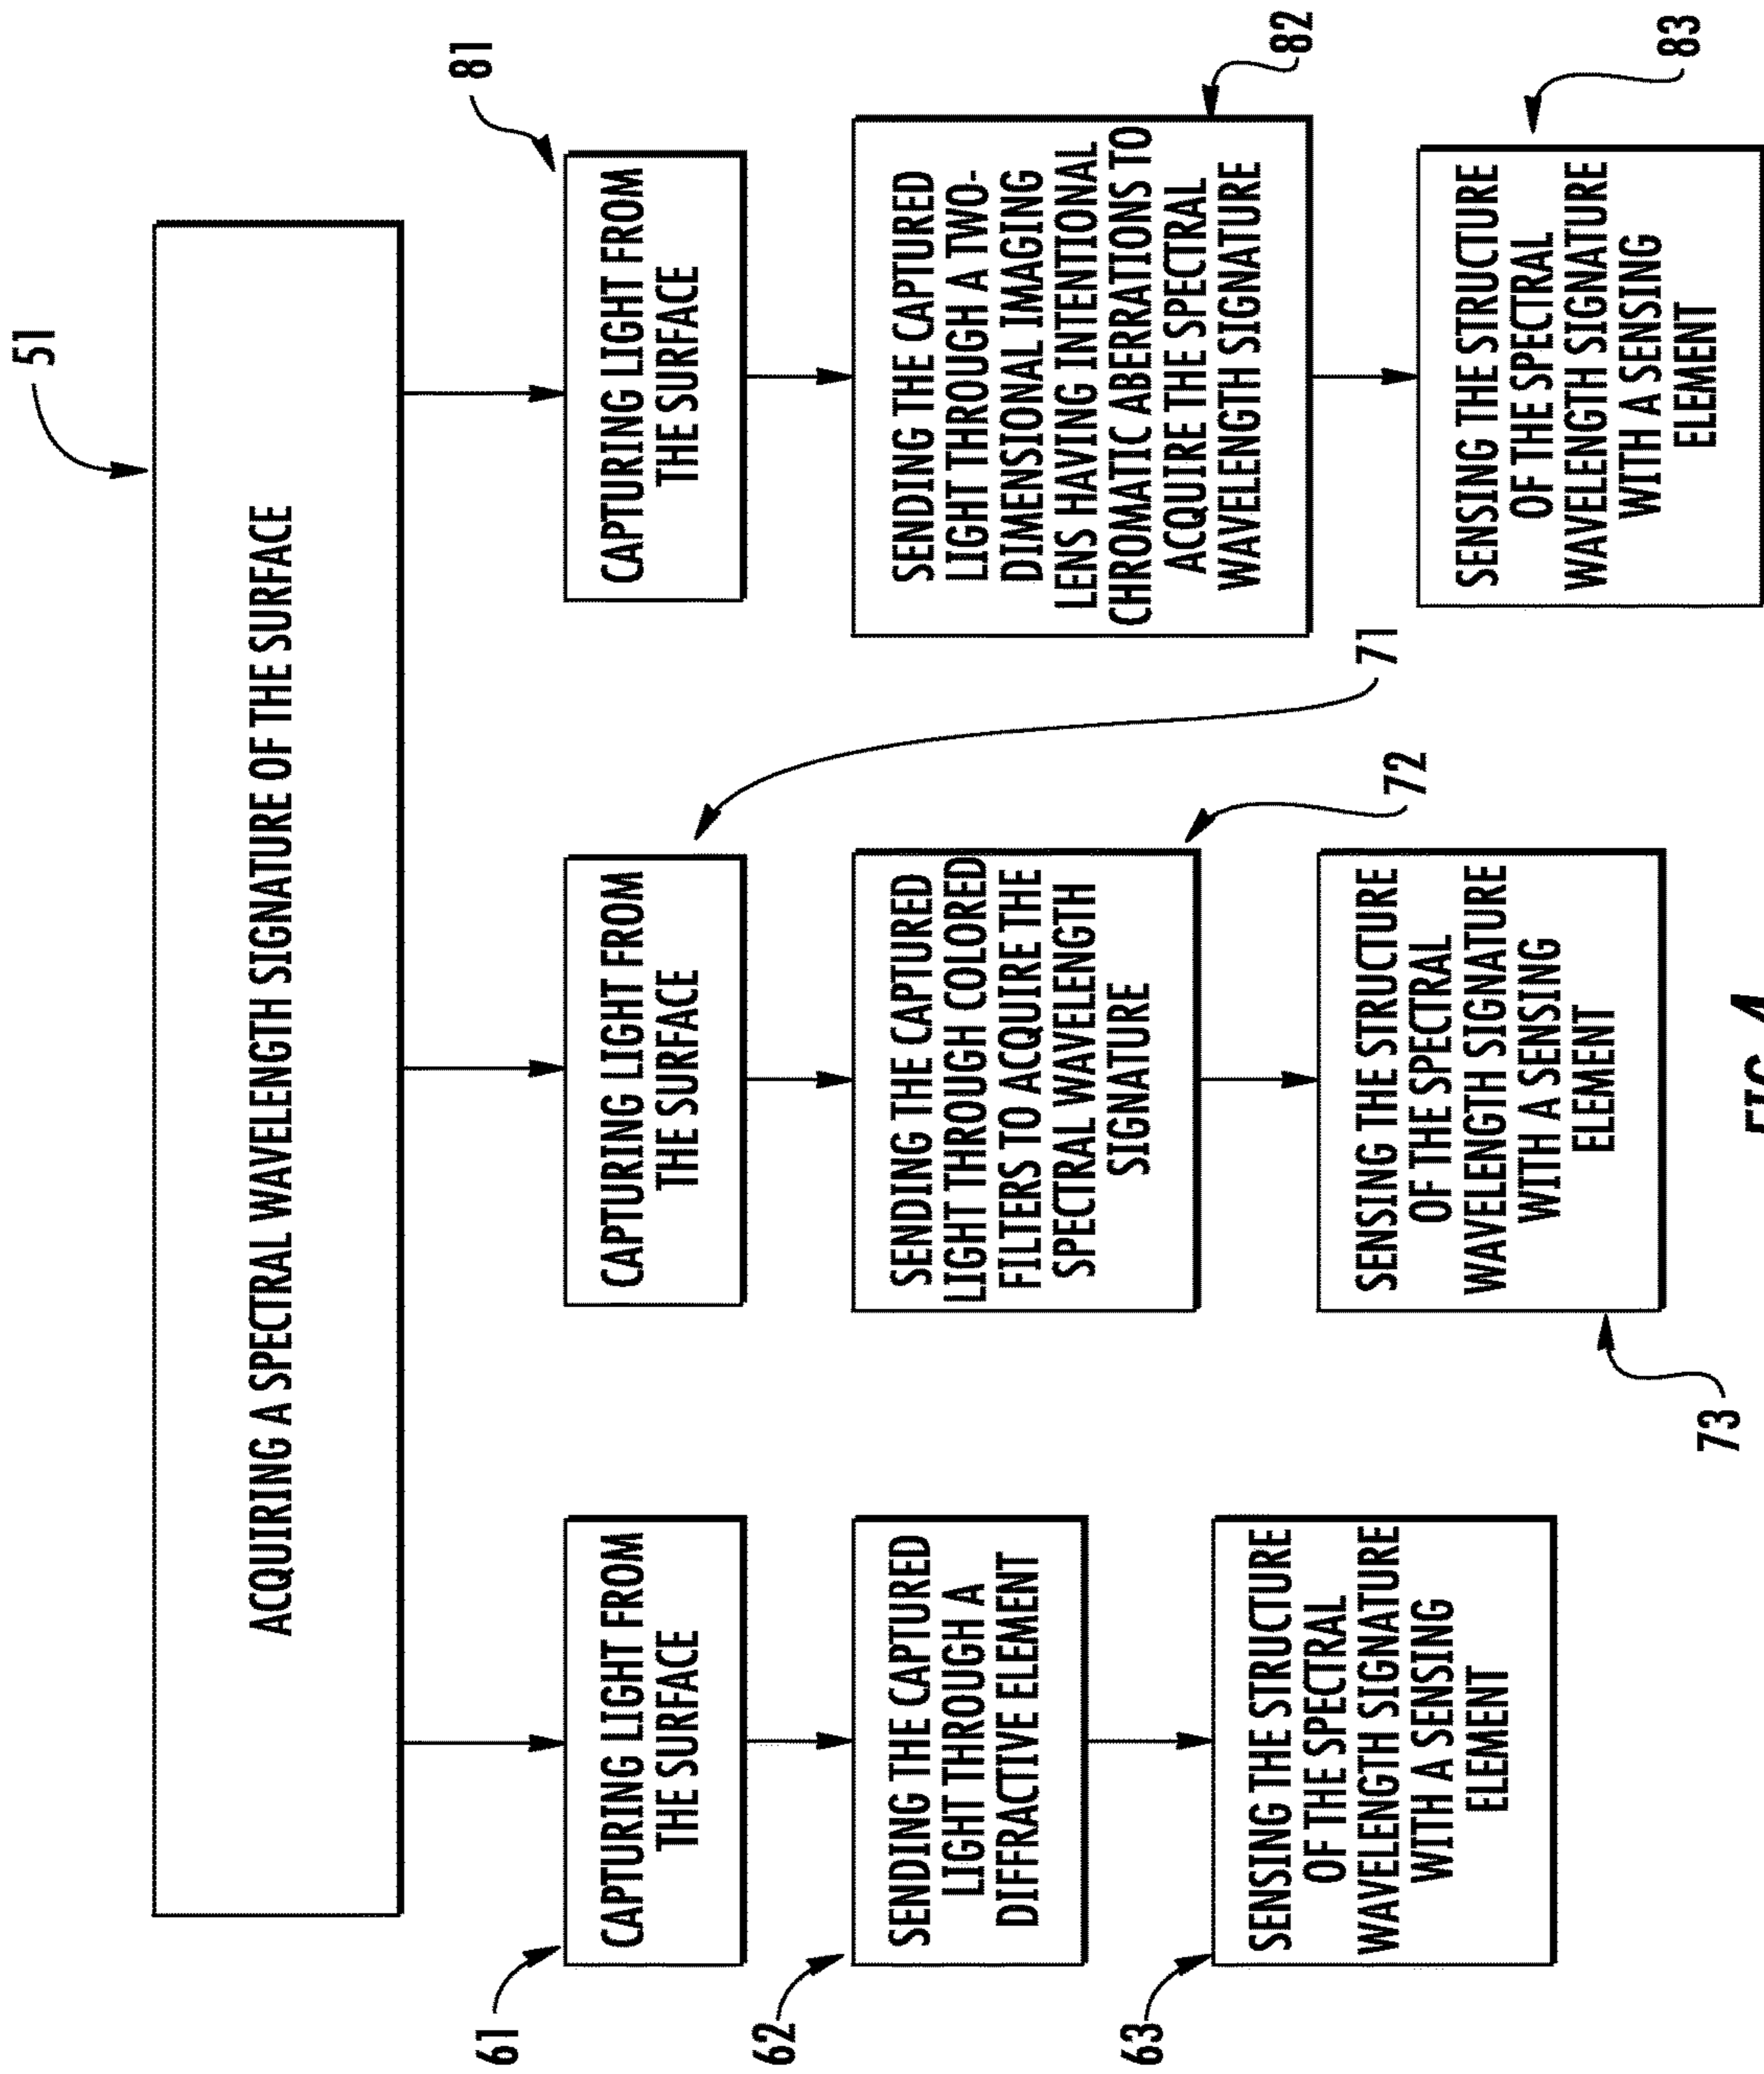 51
ACQUIRING A SPECTRAL WAVELENGTH SIGNATURE OF THE SURFACE
61
CAPTURING LIGHT FROM
THE SURFACE
62
SENDING THE CAPTURED
LIGHT THROUGH A
DIFFRACTIVE ELEMENT
63
SENSING THE STRUCTURE
OF THE SPECTRAL
WAVELENGTH SIGNATURE
WITH A SENSING
ELEMENT
71
CAPTURING LIGHT FROM
THE SURFACE
72
SENDING THE CAPTURED
LIGHT THROUGH COLORED
FILTERS TO ACQUIRE THE
SPECTRAL WAVELENGTH
SIGNATURE
73
SENSING THE STRUCTURE
OF THE SPECTRAL
WAVELENGTH SIGNATURE
WITH A SENSING
ELEMENT
81
CAPTURING LIGHT FROM
THE SURFACE
82
SENDING THE CAPTURED
LIGHT THROUGH A TWO-
DIMENSIONAL IMAGING
LENS HAVING INTENTIONAL
CHROMATIC ABERRATIONS TO
ACQUIRE THE SPECTRAL
WAVELENGTH SIGNATURE
83
SENSING THE STRUCTURE
OF THE SPECTRAL
WAVELENGTH SIGNATURE
WITH A SENSING
ELEMENT
FIG. 4